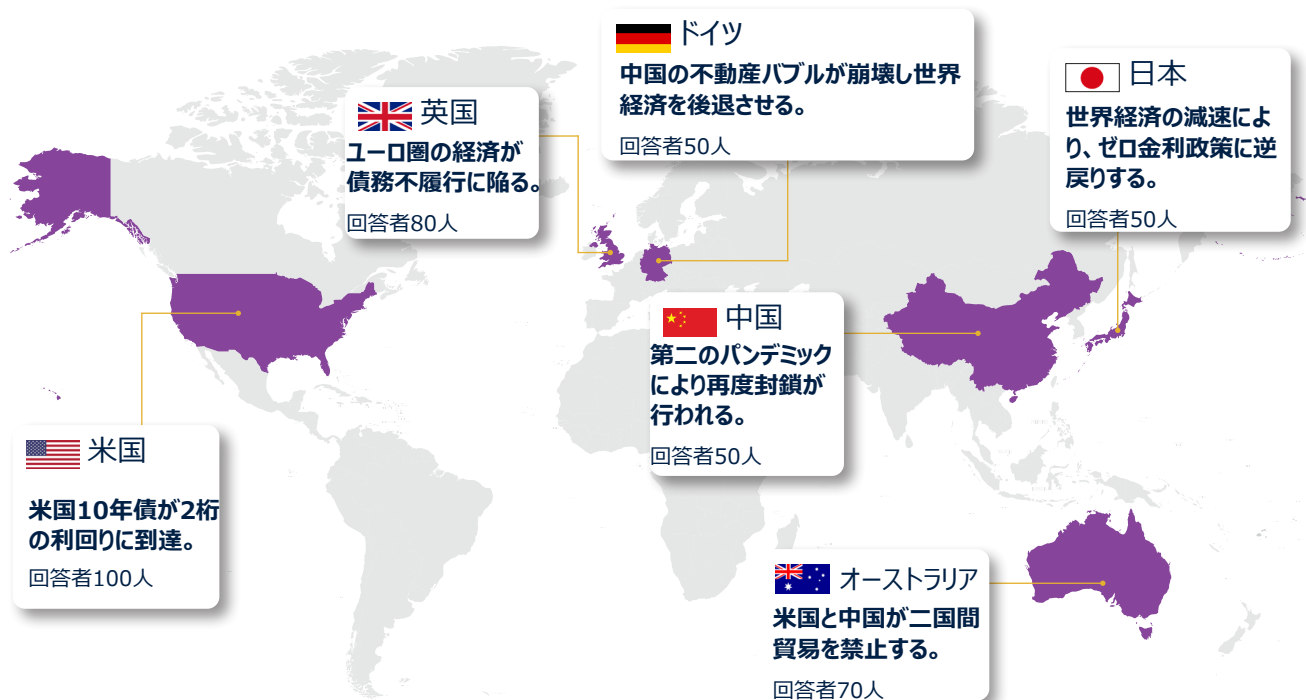 ドイツ
中国の不動産バブルが崩壊し世界
経済を後退させる。
回答者50人
日本
世界経済の減速によ
り、ゼロ金利政策に逆
戻りする。
回答者50人
英国
ユーロ圏の経済が
債務不履行に陥る。
回答者80人
中国
第二のパンデミック
により再度封鎖が
行われる。
回答者50人
米国
米国10年債が2桁
の利回りに到達。
回答者100人
オーストラリア
米国と中国が二国間
貿易を禁止する。
回答者70人